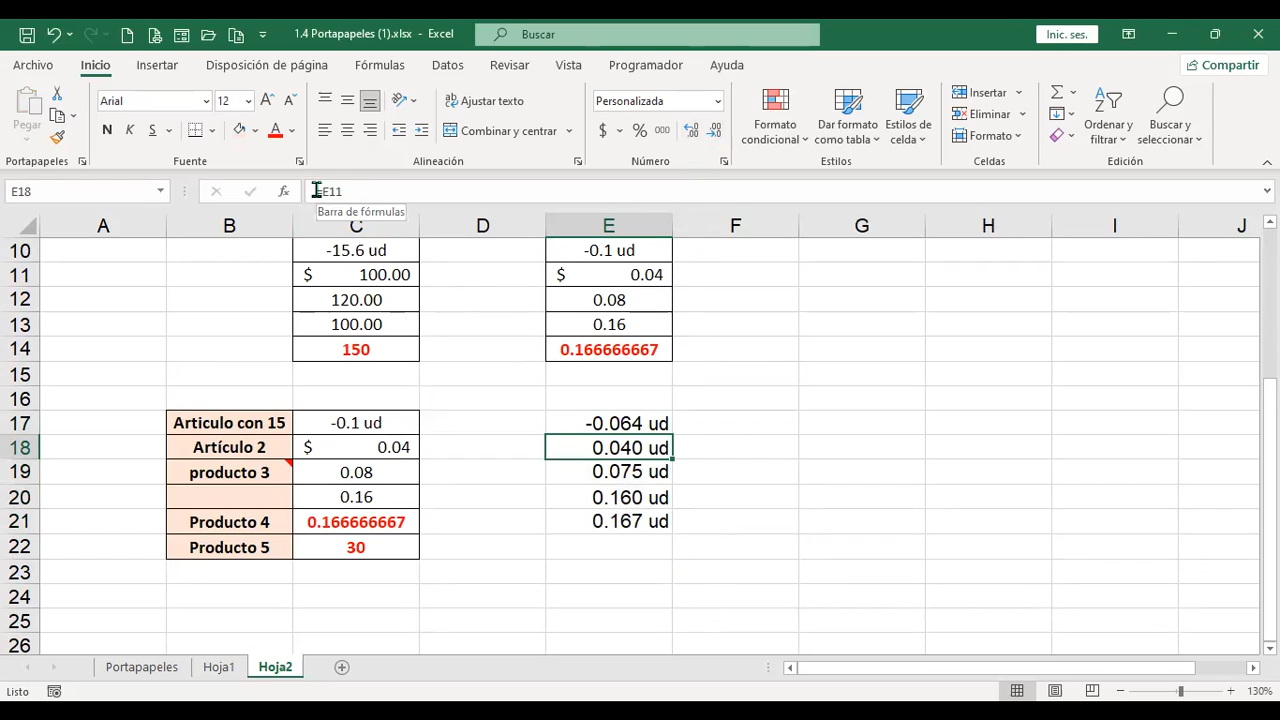 1.4 Portapapeles (1).xlsx - Excel
Buscar
Inic. ses.
Archivo Inicio Insertar Disposición de página Fórmulas Datos Revisar Vista Programador Ayuda
Compartir
Pegar
Portapapeles
Arial 12
N K S
Fuente
Ajustar texto
Combinar y centrar
Alineación
Personalizada
$ % 000
Número
Formato condicional
Dar formato como tabla
Estilos de celda
Estilos
Insertar
Eliminar
Formato
Celdas
Ordenar y filtrar
Buscar y seleccionar
Edición
E18 fx =E11
Barra de fórmulas
A B C D E F G H I J
10 -15.6 ud -0.1 ud
11 $ 100.00 $ 0.04
12 120.00 0.08
13 100.00 0.16
14 150 0.166666667
15
16
17 Articulo con 15 -0.1 ud -0.064 ud
18 Artículo 2 $ 0.04 0.040 ud
19 producto 3 0.08 0.075 ud
20 0.16 0.160 ud
21 Producto 4 0.166666667 0.167 ud
22 Producto 5 30
23
24
25
26
Portapapeles Hoja1 Hoja2
Listo
130%